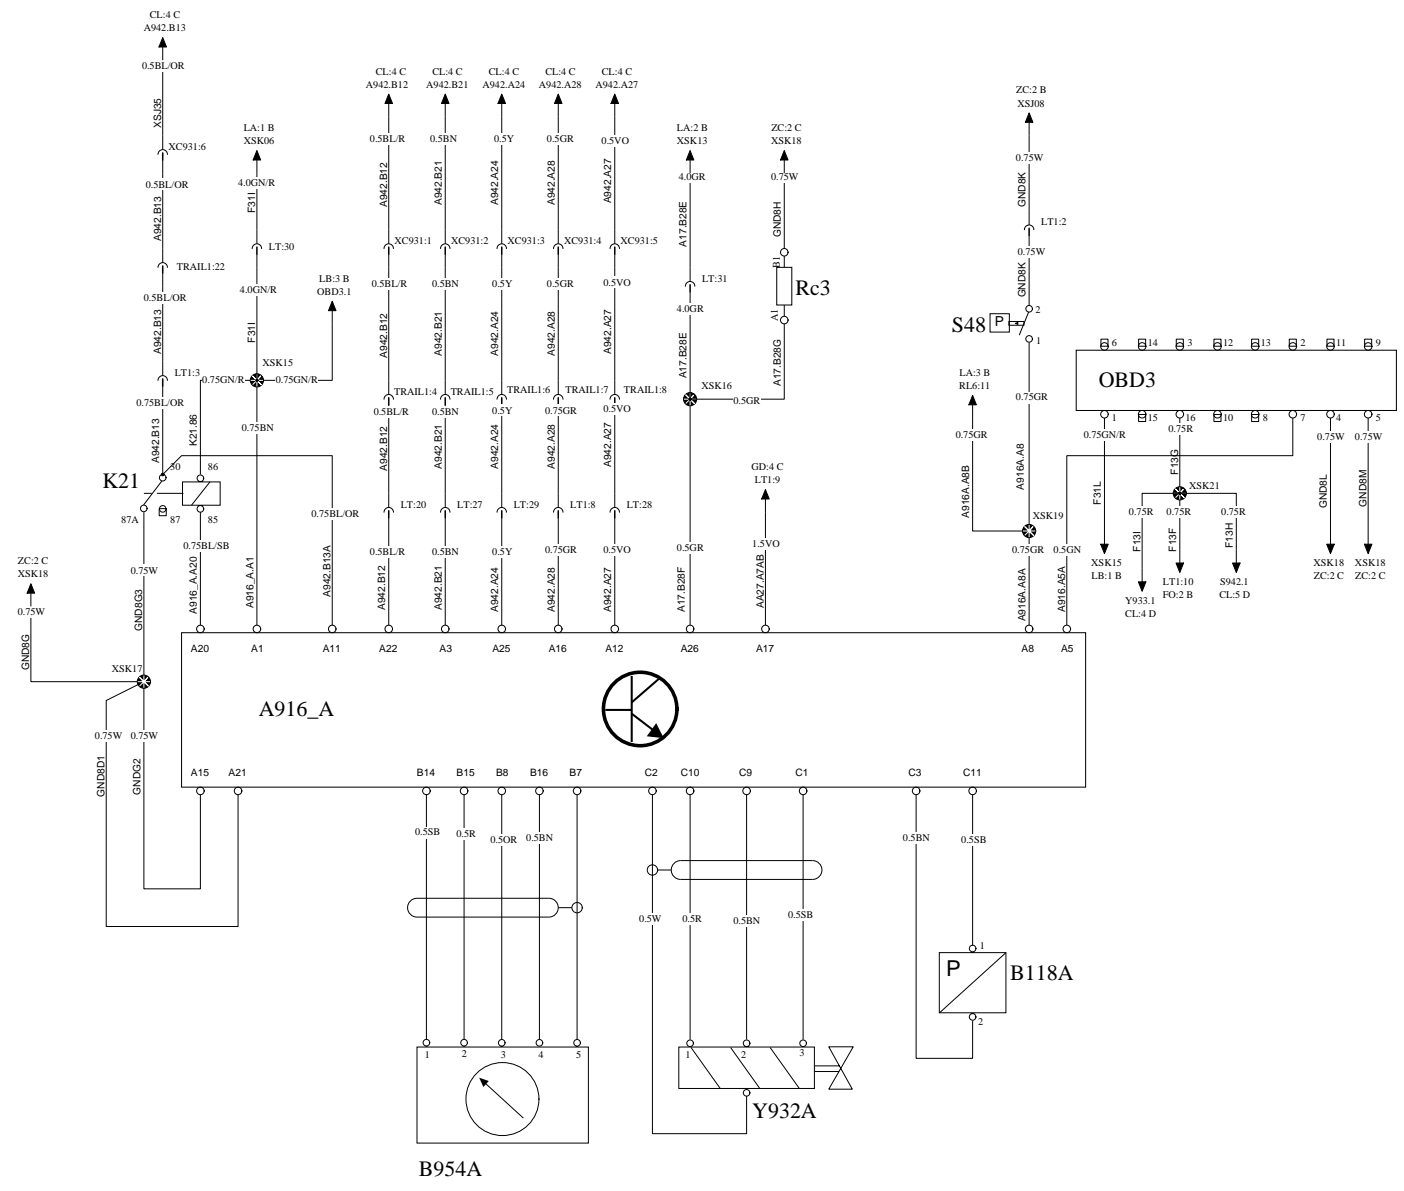 CL:4 C
A942.B13
0.5BL/OR
XSJ35
XC931:6
0.5BL/OR
A942.B13
TRAIL1:22
0.5BL/OR
A942.B13
LT1:3
0.75BL/OR
A942.B13
LA:1 B
XSK06
4.0GN/R
F31I
LT:30
4.0GN/R
F31I
XSK15
0.75GN/R
0.75GN/R
K21.86
0.75BN
LB:3 B
OBD3.1
CL:4 C
A942.B12
0.5BL/R
A942.B12
XC931:1
0.5BL/R
A942.B12
TRAIL1:4
0.5BL/R
A942.B12
LT:20
0.5BL/R
A942.B12
CL:4 C
A942.B21
0.5BN
A942.B21
XC931:2
0.5BN
A942.B21
TRAIL1:5
0.5BN
A942.B21
LT:27
0.5BN
A942.B21
CL:4 C
A942.A24
0.5Y
A942.A24
XC931:3
0.5Y
A942.A24
TRAIL1:6
0.5Y
A942.A24
LT:29
0.5Y
A942.A24
CL:4 C
A942.A28
0.5GR
A942.A28
XC931:4
0.5GR
A942.A28
TRAIL1:7
0.75GR
A942.A28
LT1:8
0.75GR
A942.A28
CL:4 C
A942.A27
0.5VO
A942.A27
XC931:5
0.5VO
A942.A27
TRAIL1:8
0.5VO
A942.A27
LT:28
0.5VO
A942.A27
LA:2 B
XSK13
4.0GR
A17.B28E
LT:31
4.0GR
A17.B28E
XSK16
0.5GR
0.5GR
A17.B28F
ZC:2 C
XSK18
0.75W
GND8H
B1
Rc3
A1
A17.B28G
GD:4 C
LT1:9
1.5VO
AA27.A7AB
ZC:2 B
XSJ08
0.75W
GND8K
LT1:2
0.75W
GND8K
2
S48
P
1
0.75GR
A916A.A8
XSK19
0.75GR
A916A.A8A
LA:3 B
RL6:11
0.75GR
A916A.A8B
6
14
3
12
13
2
11
9
OBD3
1
15
16
10
8
7
4
5
0.75GN/R
F31L
XSK15
LB:1 B
0.75R
F13G
XSK21
0.75R
0.75R
0.75R
F13I
F13F
F13H
Y933.1
CL:4 D
LT1:10
FO:2 B
S942.1
CL:5 D
0.75W
0.75W
GND8L
GND8M
XSK18
ZC:2 C
XSK18
ZC:2 C
0.5GN
A916.A5A
K21
30
86
87A
87
85
0.75BL/OR
A942.B13A
0.75BL/SB
A916_A.A20
A916_A.A1
0.75W
GND8G3
ZC:2 C
XSK18
0.75W
GND8G
XSK17
0.75W
0.75W
GND8D1
GNDG2
A20
A1
A11
A22
A3
A25
A16
A12
A26
A17
A8
A5
A916_A
A15
A21
B14
B15
B8
B16
B7
C2
C10
C9
C1
C3
C11
0.5SB
0.5R
0.5OR
0.5BN
0.5W
0.5R
0.5BN
0.5SB
0.5BN
0.5SB
1
P
B118A
2
1
2
3
4
5
B954A
1
2
3
Y932A